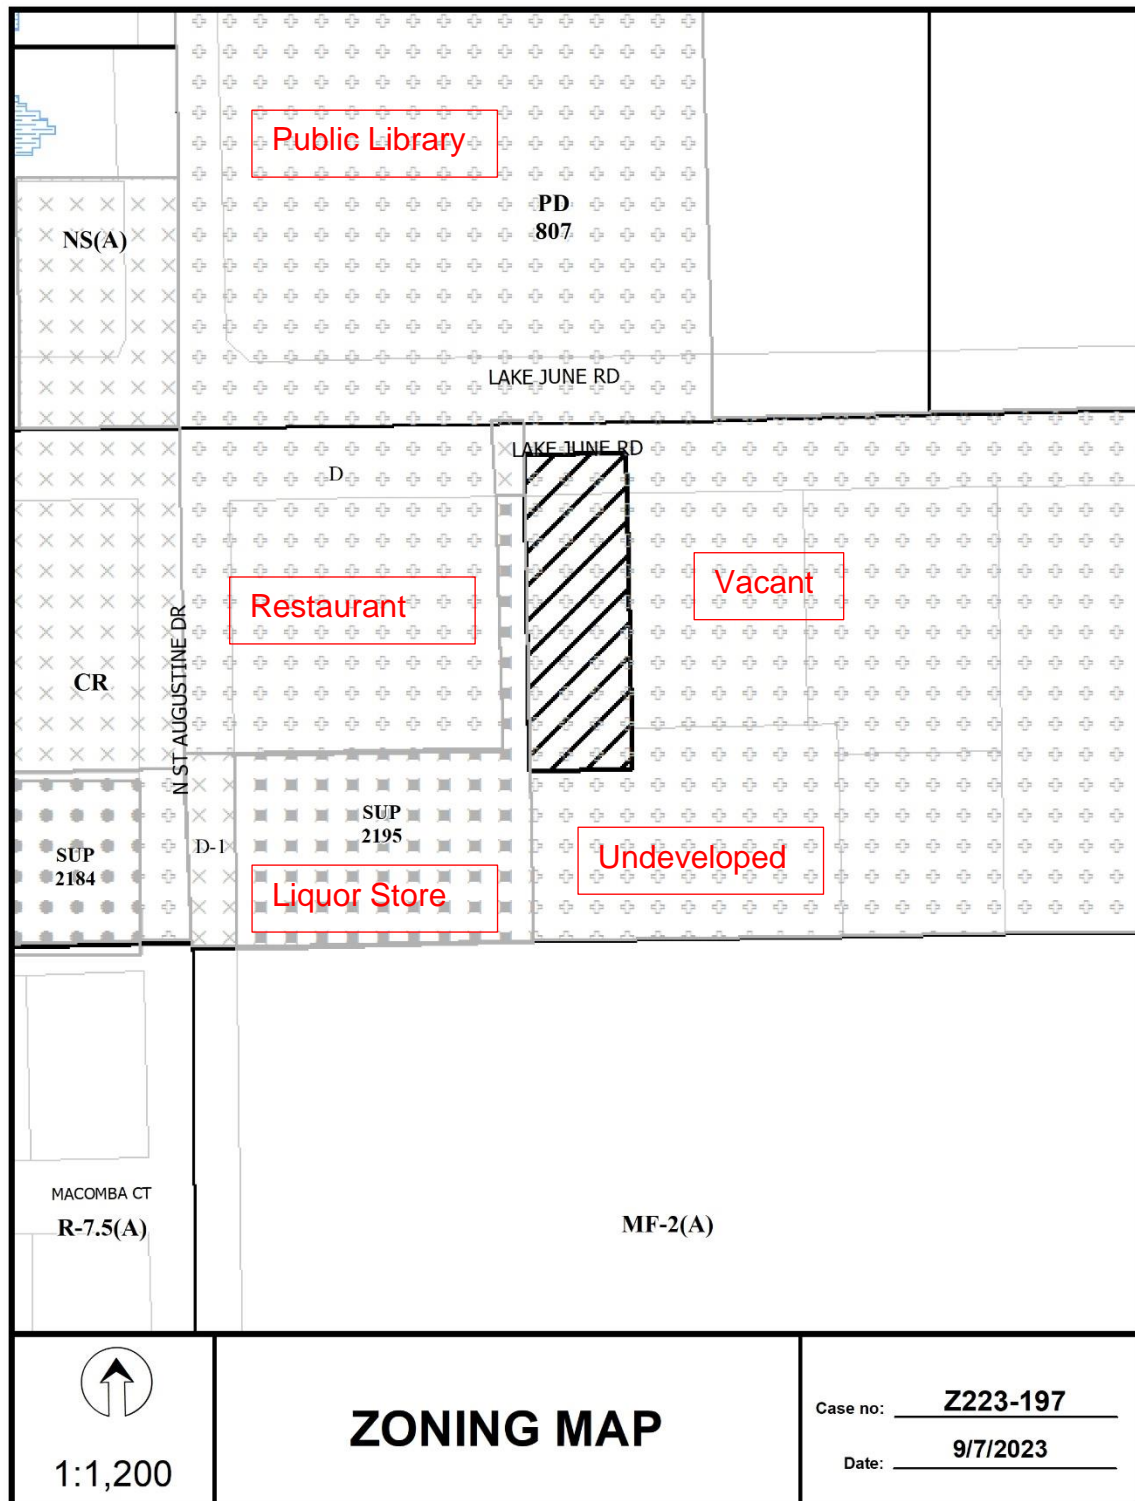 Public Library
PD
807
NS(A)
LAKE JUNE RD
LAKE JUNE RD
D
Restaurant
Vacant
N ST AUGUSTINE DR
CR
SUP
2195
D-1
SUP
2184
Undeveloped
Liquor Store
MACOMBA CT
R-7.5(A)
MF-2(A)
1:1,200
ZONING MAP
Case no: Z223-197
Date: 9/7/2023